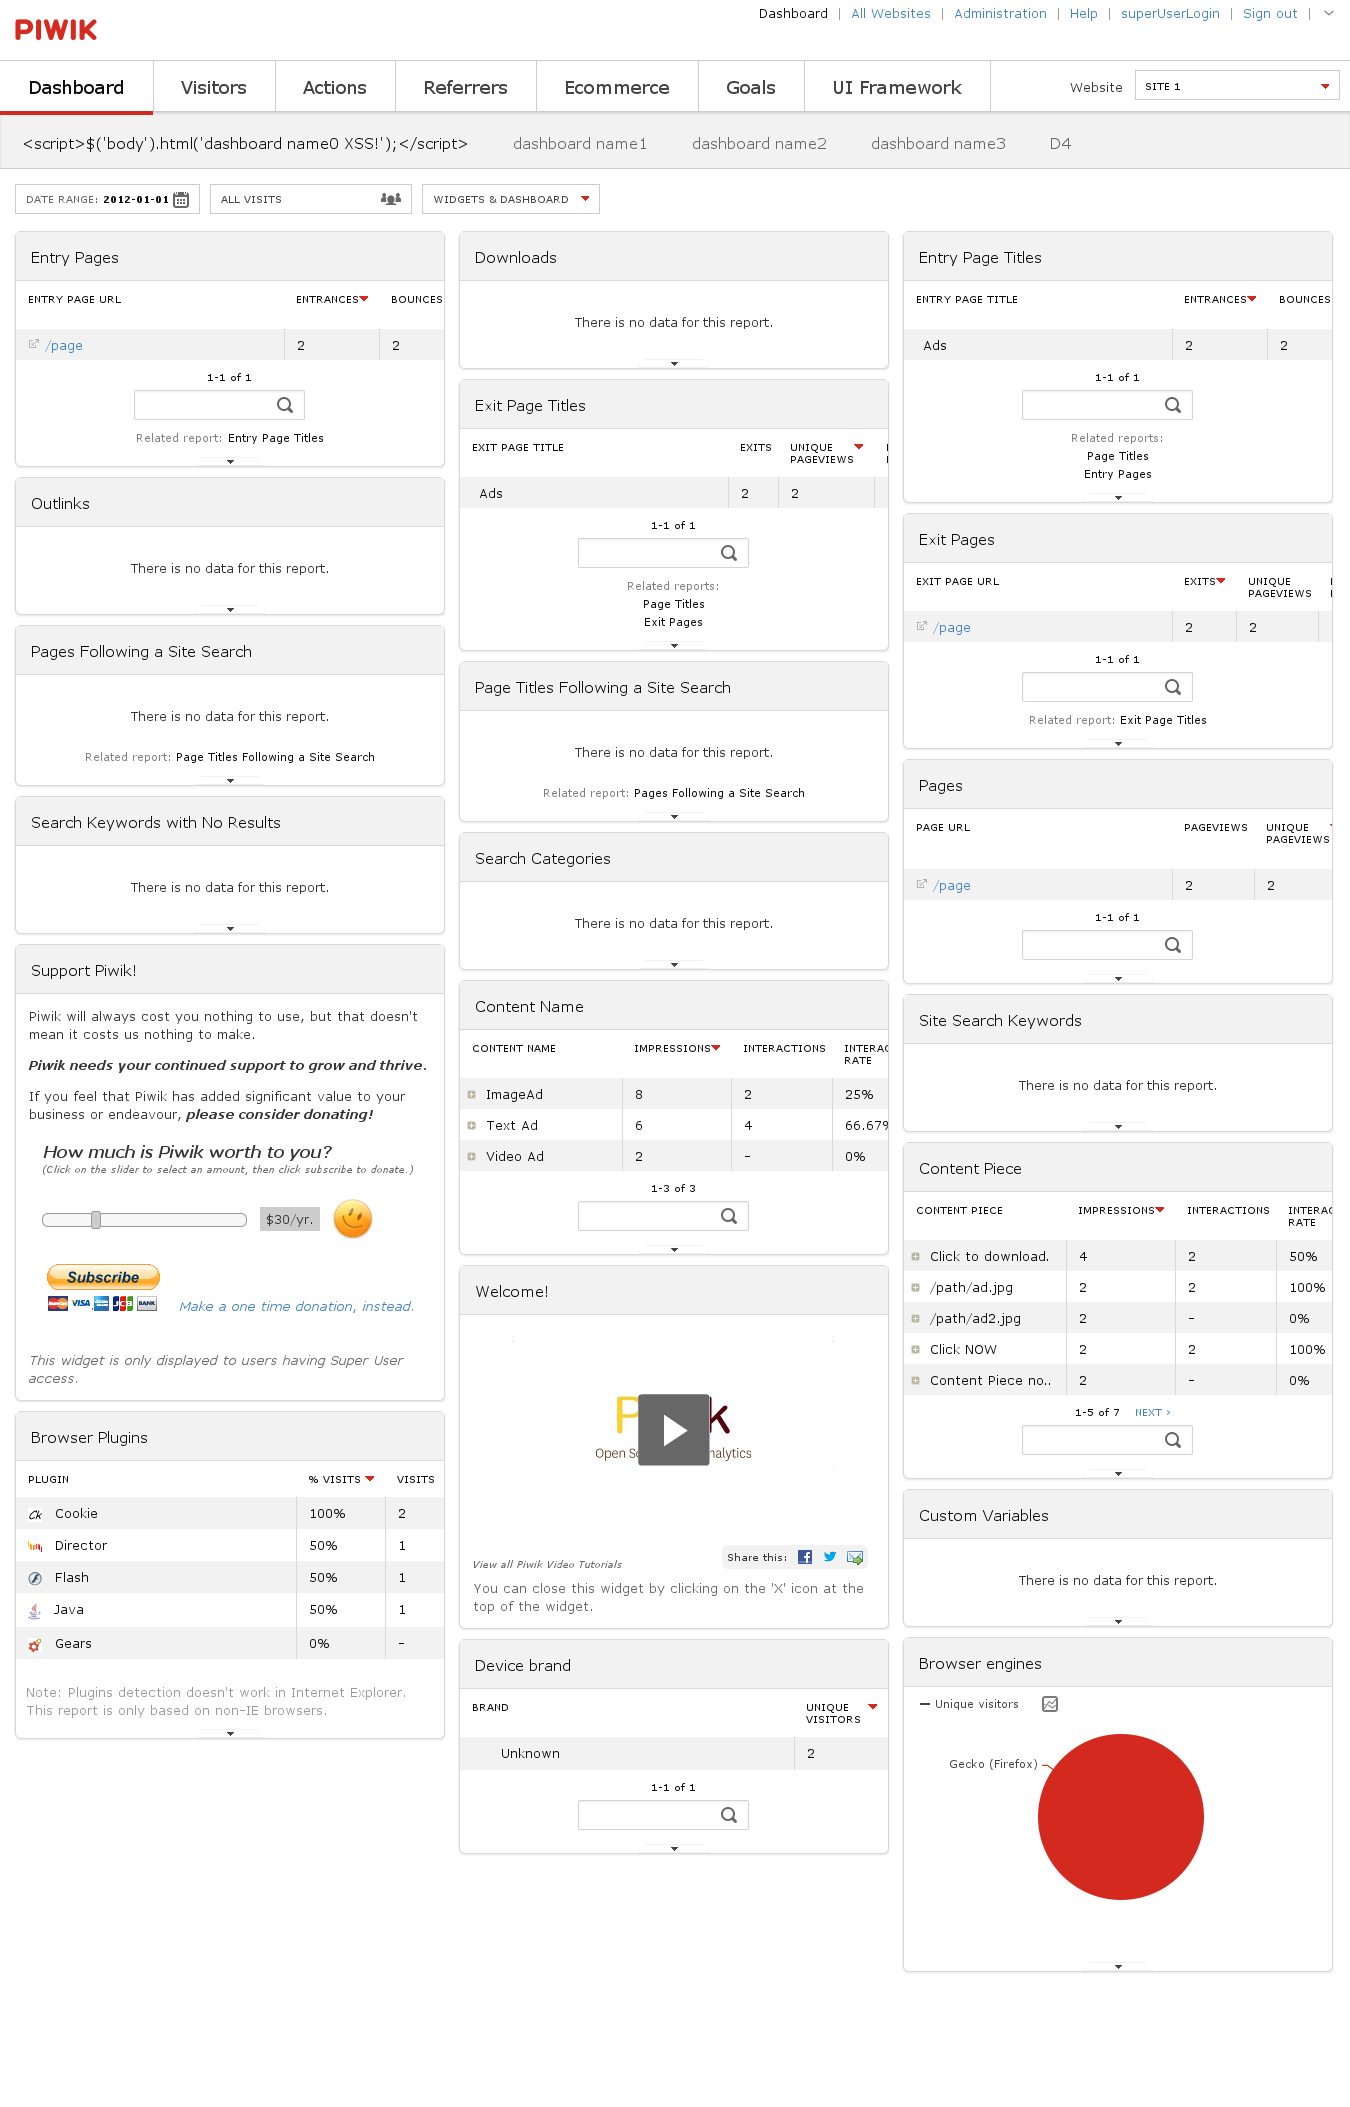 PIWIK
Dashboard | All Websites | Administration | Help | superUserLogin | Sign out |
Dashboard Visitors Actions Referrers Ecommerce Goals UI Framework Website SITE 1
<script>$('body').html('dashboard name0 XSS!');</script> dashboard name1 dashboard name2 dashboard name3 D4
DATE RANGE: 2012-01-01 ALL VISITS WIDGETS & DASHBOARD
Entry Pages
ENTRY PAGE URL ENTRANCES BOUNCES
/page 2 2
1-1 of 1
Related report: Entry Page Titles
Outlinks
There is no data for this report.
Pages Following a Site Search
There is no data for this report.
Related report: Page Titles Following a Site Search
Search Keywords with No Results
There is no data for this report.
Support Piwik!
Piwik will always cost you nothing to use, but that doesn't
mean it costs us nothing to make.
Piwik needs your continued support to grow and thrive.
If you feel that Piwik has added significant value to your
business or endeavour, please consider donating!
How much is Piwik worth to you?
(Click on the slider to select an amount, then click subscribe to donate.)
$30/yr.
Subscribe
VISA JCB BANK
Make a one time donation, instead.
This widget is only displayed to users having Super User
access.
Browser Plugins
PLUGIN % VISITS VISITS
Cookie 100% 2
Director 50% 1
Flash 50% 1
Java 50% 1
Gears 0% -
Note: Plugins detection doesn't work in Internet Explorer.
This report is only based on non-IE browsers.
Downloads
There is no data for this report.
Exit Page Titles
EXIT PAGE TITLE EXITS UNIQUE
PAGEVIEWS
Ads 2 2
1-1 of 1
Related reports:
Page Titles
Exit Pages
Page Titles Following a Site Search
There is no data for this report.
Related report: Pages Following a Site Search
Search Categories
There is no data for this report.
Content Name
CONTENT NAME IMPRESSIONS INTERACTIONS INTERAC
RATE
ImageAd 8 2 25%
Text Ad 6 4 66.67%
Video Ad 2 - 0%
1-3 of 3
Welcome!
P k
Open So nalytics
View all Piwik Video Tutorials Share this:
You can close this widget by clicking on the 'X' icon at the
top of the widget.
Device brand
BRAND UNIQUE
VISITORS
Unknown 2
1-1 of 1
Entry Page Titles
ENTRY PAGE TITLE ENTRANCES BOUNCES
Ads 2 2
1-1 of 1
Related reports:
Page Titles
Entry Pages
Exit Pages
EXIT PAGE URL EXITS UNIQUE
PAGEVIEWS
/page 2 2
1-1 of 1
Related report: Exit Page Titles
Pages
PAGE URL PAGEVIEWS UNIQUE
PAGEVIEWS
/page 2 2
1-1 of 1
Site Search Keywords
There is no data for this report.
Content Piece
CONTENT PIECE IMPRESSIONS INTERACTIONS INTERAC
RATE
Click to download. 4 2 50%
/path/ad.jpg 2 2 100%
/path/ad2.jpg 2 - 0%
Click NOW 2 2 100%
Content Piece no.. 2 - 0%
1-5 of 7 NEXT ›
Custom Variables
There is no data for this report.
Browser engines
Unique visitors
Gecko (Firefox)